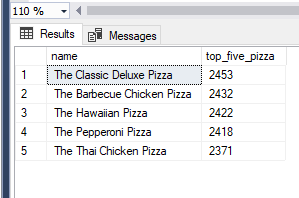 110 %
Results Messages
name top_five_pizza
1 The Classic Deluxe Pizza 2453
2 The Barbecue Chicken Pizza 2432
3 The Hawaiian Pizza 2422
4 The Pepperoni Pizza 2418
5 The Thai Chicken Pizza 2371